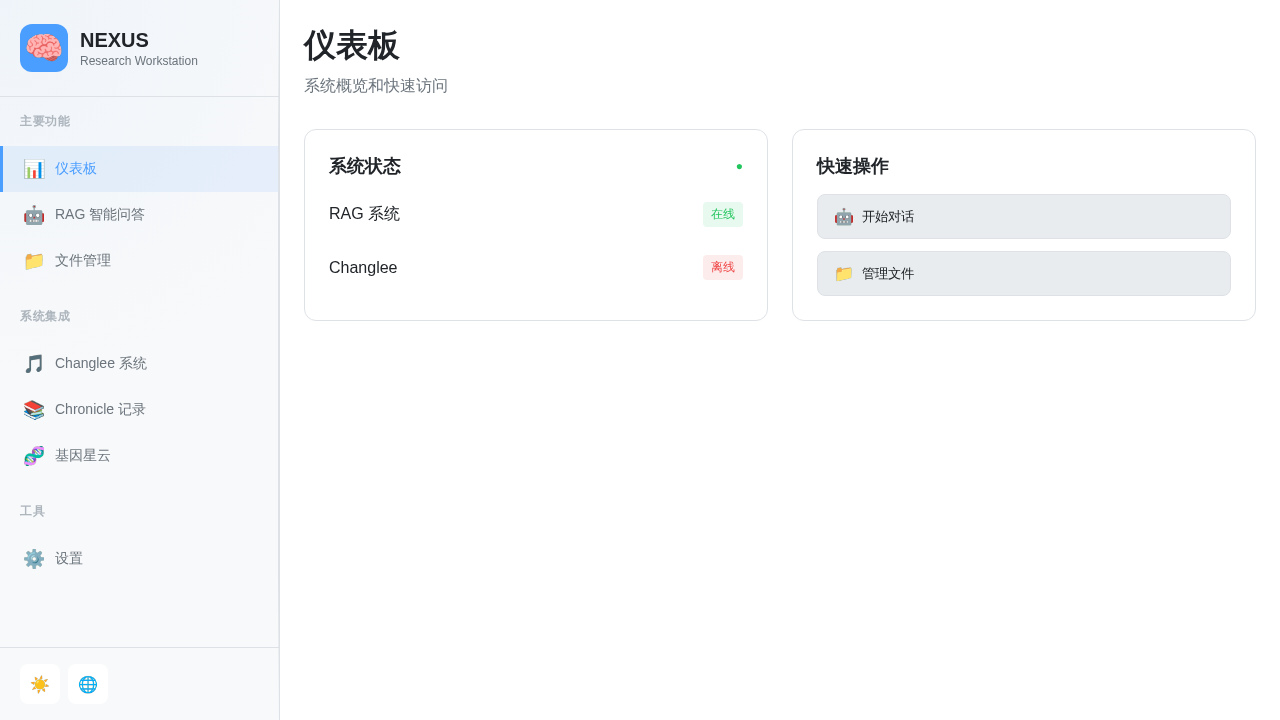 NEXUS
Research Workstation
主要功能
仪表板
RAG 智能问答
文件管理
系统集成
Changlee 系统
Chronicle 记录
基因星云
工具
设置
仪表板
系统概览和快速访问
系统状态
RAG 系统
在线
Changlee
离线
快速操作
开始对话
管理文件